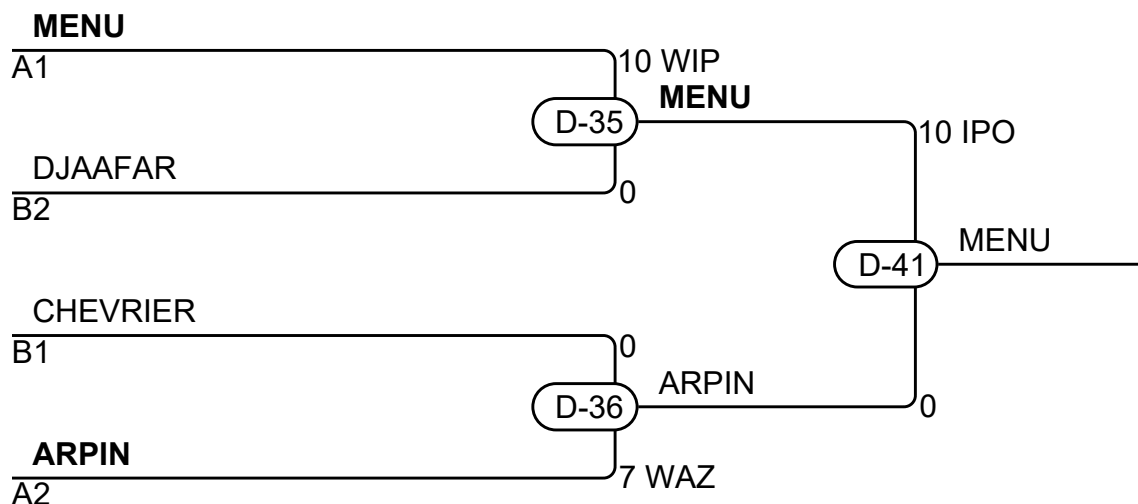 MENU
A1
10 WIP
MENU
D-35
10 IPO
DJAAFAR
B2
0
MENU
D-41
CHEVRIER
B1
0
ARPIN
D-36
0
ARPIN
A2
7 WAZ